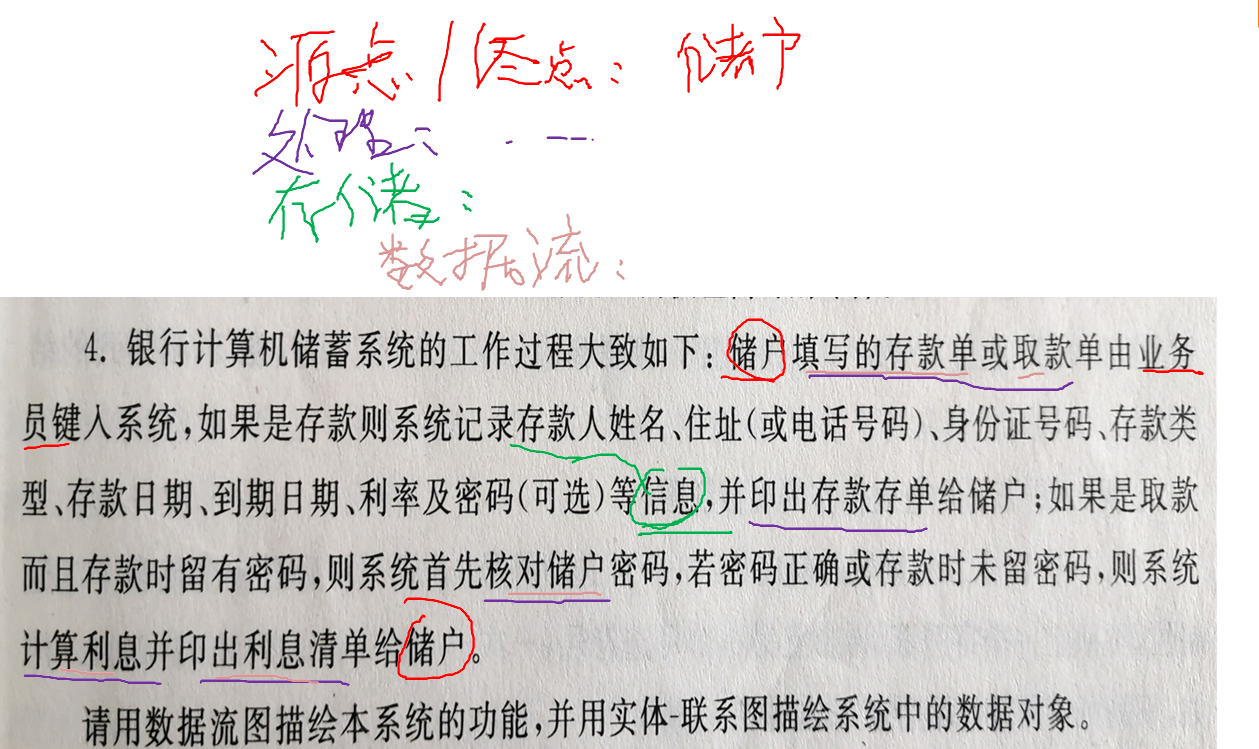 源点/终点：储户
处理：. ---
存储：
数据流：
4. 银行计算机储蓄系统的工作过程大致如下：储户填写的存款单或取款单由业务
员键入系统，如果是存款则系统记录存款人姓名、住址(或电话号码)、身份证号码、存款类
型、存款日期、到期日期、利率及密码(可选)等信息，并印出存款存单给储户；如果是取款
而且存款时留有密码，则系统首先核对储户密码，若密码正确或存款时未留密码，则系统
计算利息并印出利息清单给储户。
请用数据流图描绘本系统的功能，并用实体-联系图描绘系统中的数据对象。